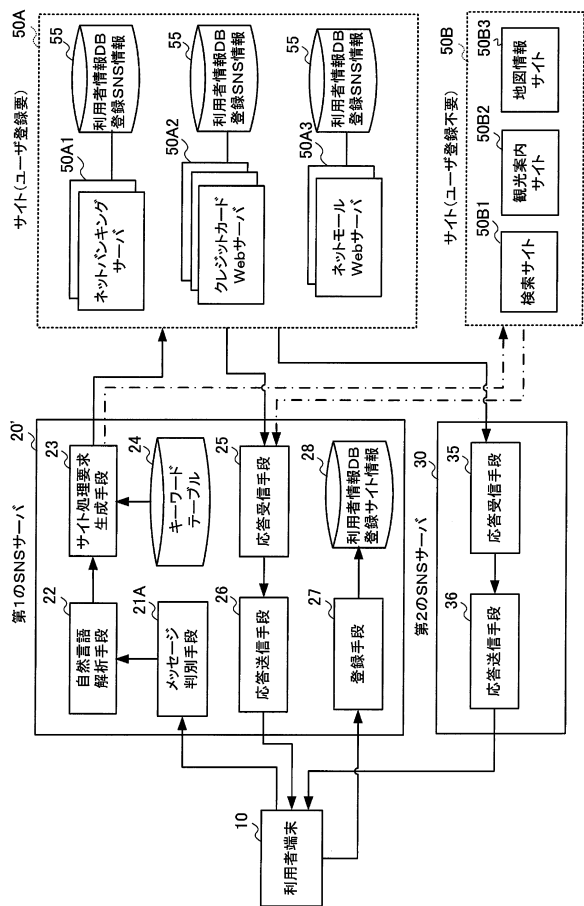 10
利用者端末
第1のSNSサーバ
20'
22
自然言語
解析手段
23
サイト処理要求
生成手段
21A
メッセージ
判別手段
24
キーワード
テーブル
26
応答送信手段
25
応答受信手段
27
登録手段
28
利用者情報DB
登録サイト情報
第2のSNSサーバ
30
36
応答送信手段
35
応答受信手段
サイト(ユーザ登録要)
50A
50A1
ネットバンキング
サーバ
55
利用者情報DB
登録SNS情報
50A2
クレジットカード
Webサーバ
55
利用者情報DB
登録SNS情報
50A3
ネットモール
Webサーバ
55
利用者情報DB
登録SNS情報
サイト(ユーザ登録不要)
50B
50B1
検索サイト
50B2
観光案内
サイト
50B3
地図情報
サイト